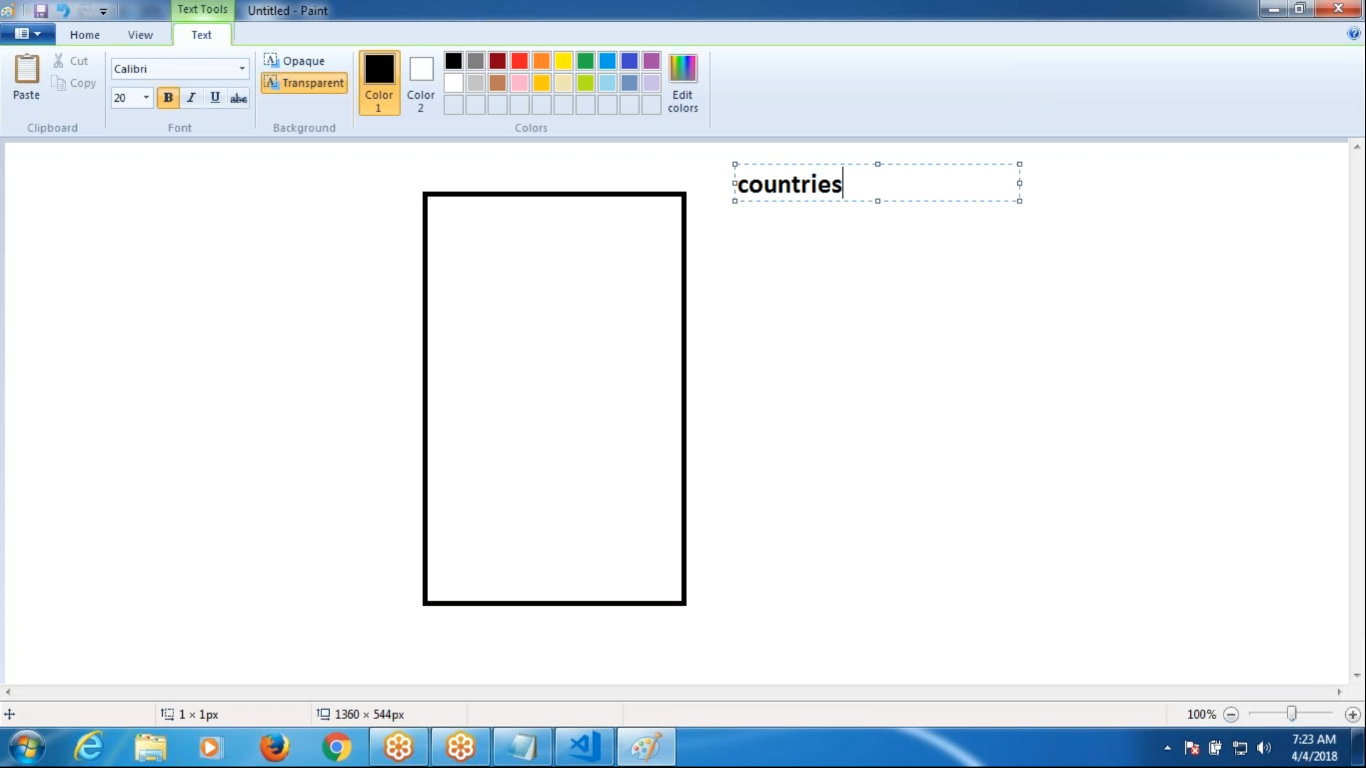 Text Tools
Untitled - Paint
Home
View
Text
Paste
Cut
Copy
Clipboard
Calibri
20
B
I
U
abc
Font
Opaque
Transparent
Background
Color
1
Color
2
Edit
colors
Colors
countries
1 × 1px
1360 × 544px
100%
7:23 AM
4/4/2018